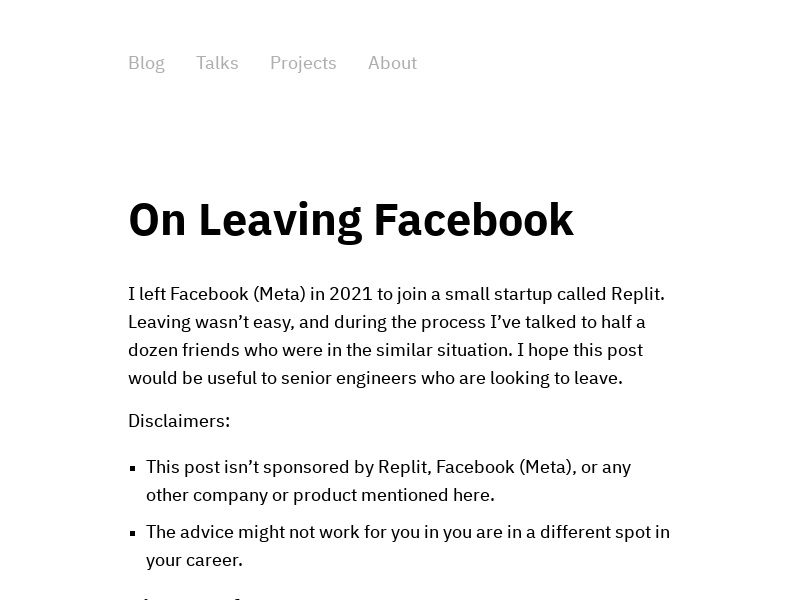 Blog Talks Projects About
On Leaving Facebook
I left Facebook (Meta) in 2021 to join a small startup called Replit.
Leaving wasn’t easy, and during the process I’ve talked to half a
dozen friends who were in the similar situation. I hope this post
would be useful to senior engineers who are looking to leave.
Disclaimers:
▪ This post isn’t sponsored by Replit, Facebook (Meta), or any
other company or product mentioned here.
▪ The advice might not work for you in you are in a different spot in
your career.